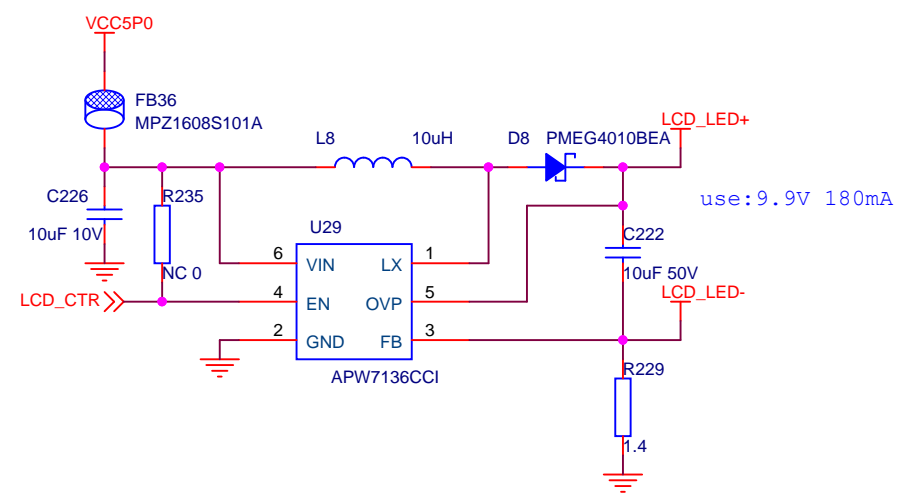 VCC5P0
FB36
MPZ1608S101A
L8
10uH
D8
PMEG4010BEA
LCD_LED+
use:9.9V 180mA
C226
10uF 10V
R235
NC 0
U29
C222
10uF 50V
6
VIN
LX
1
LCD_CTR
4
EN
OVP
5
LCD_LED-
2
GND
FB
3
APW7136CCI
R229
1.4